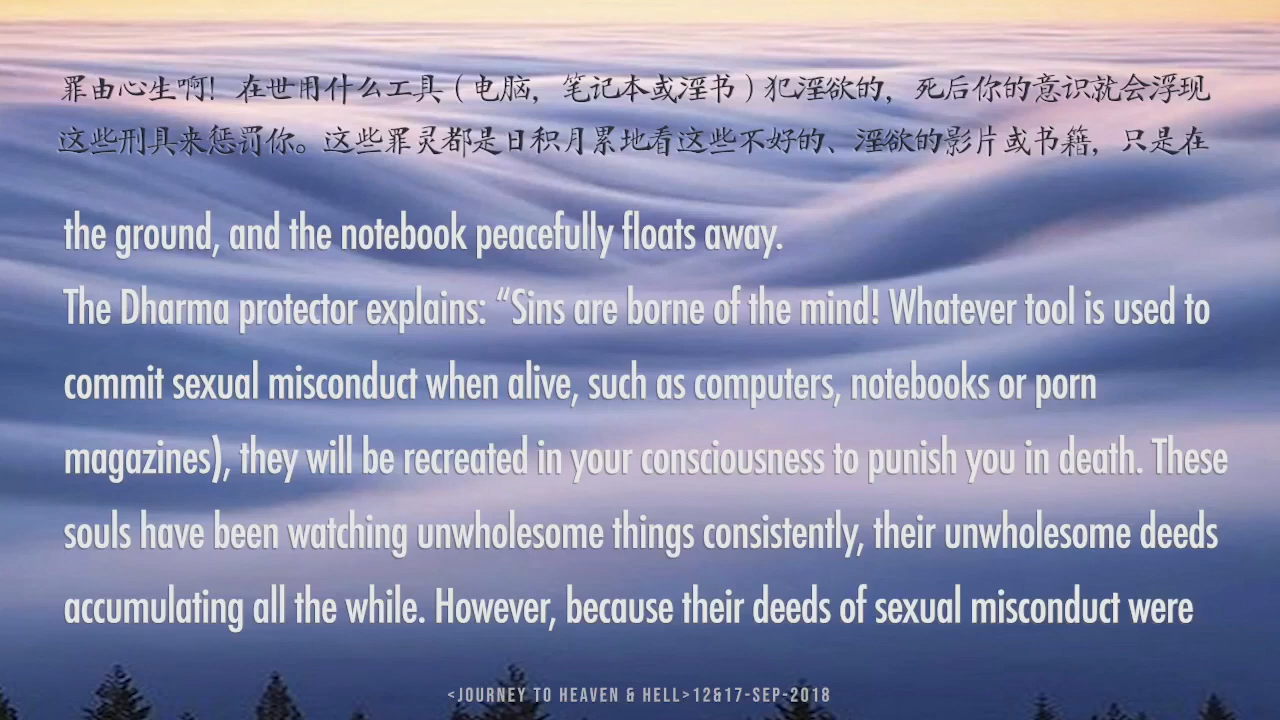 罪由心生啊！在世用什么工具（电脑，笔记本或淫书）犯淫欲的，死后你的意识就会浮现
这些刑具来惩罚你。这些罪灵都是日积月累地看这些不好的、淫欲的影片或书籍，只是在
the ground, and the notebook peacefully floats away.
The Dharma protector explains: “Sins are borne of the mind! Whatever tool is used to
commit sexual misconduct when alive, such as computers, notebooks or porn
magazines), they will be recreated in your consciousness to punish you in death. These
souls have been watching unwholesome things consistently, their unwholesome deeds
accumulating all the while. However, because their deeds of sexual misconduct were
<JOURNEY TO HEAVEN & HELL>12&17-SEP-2018